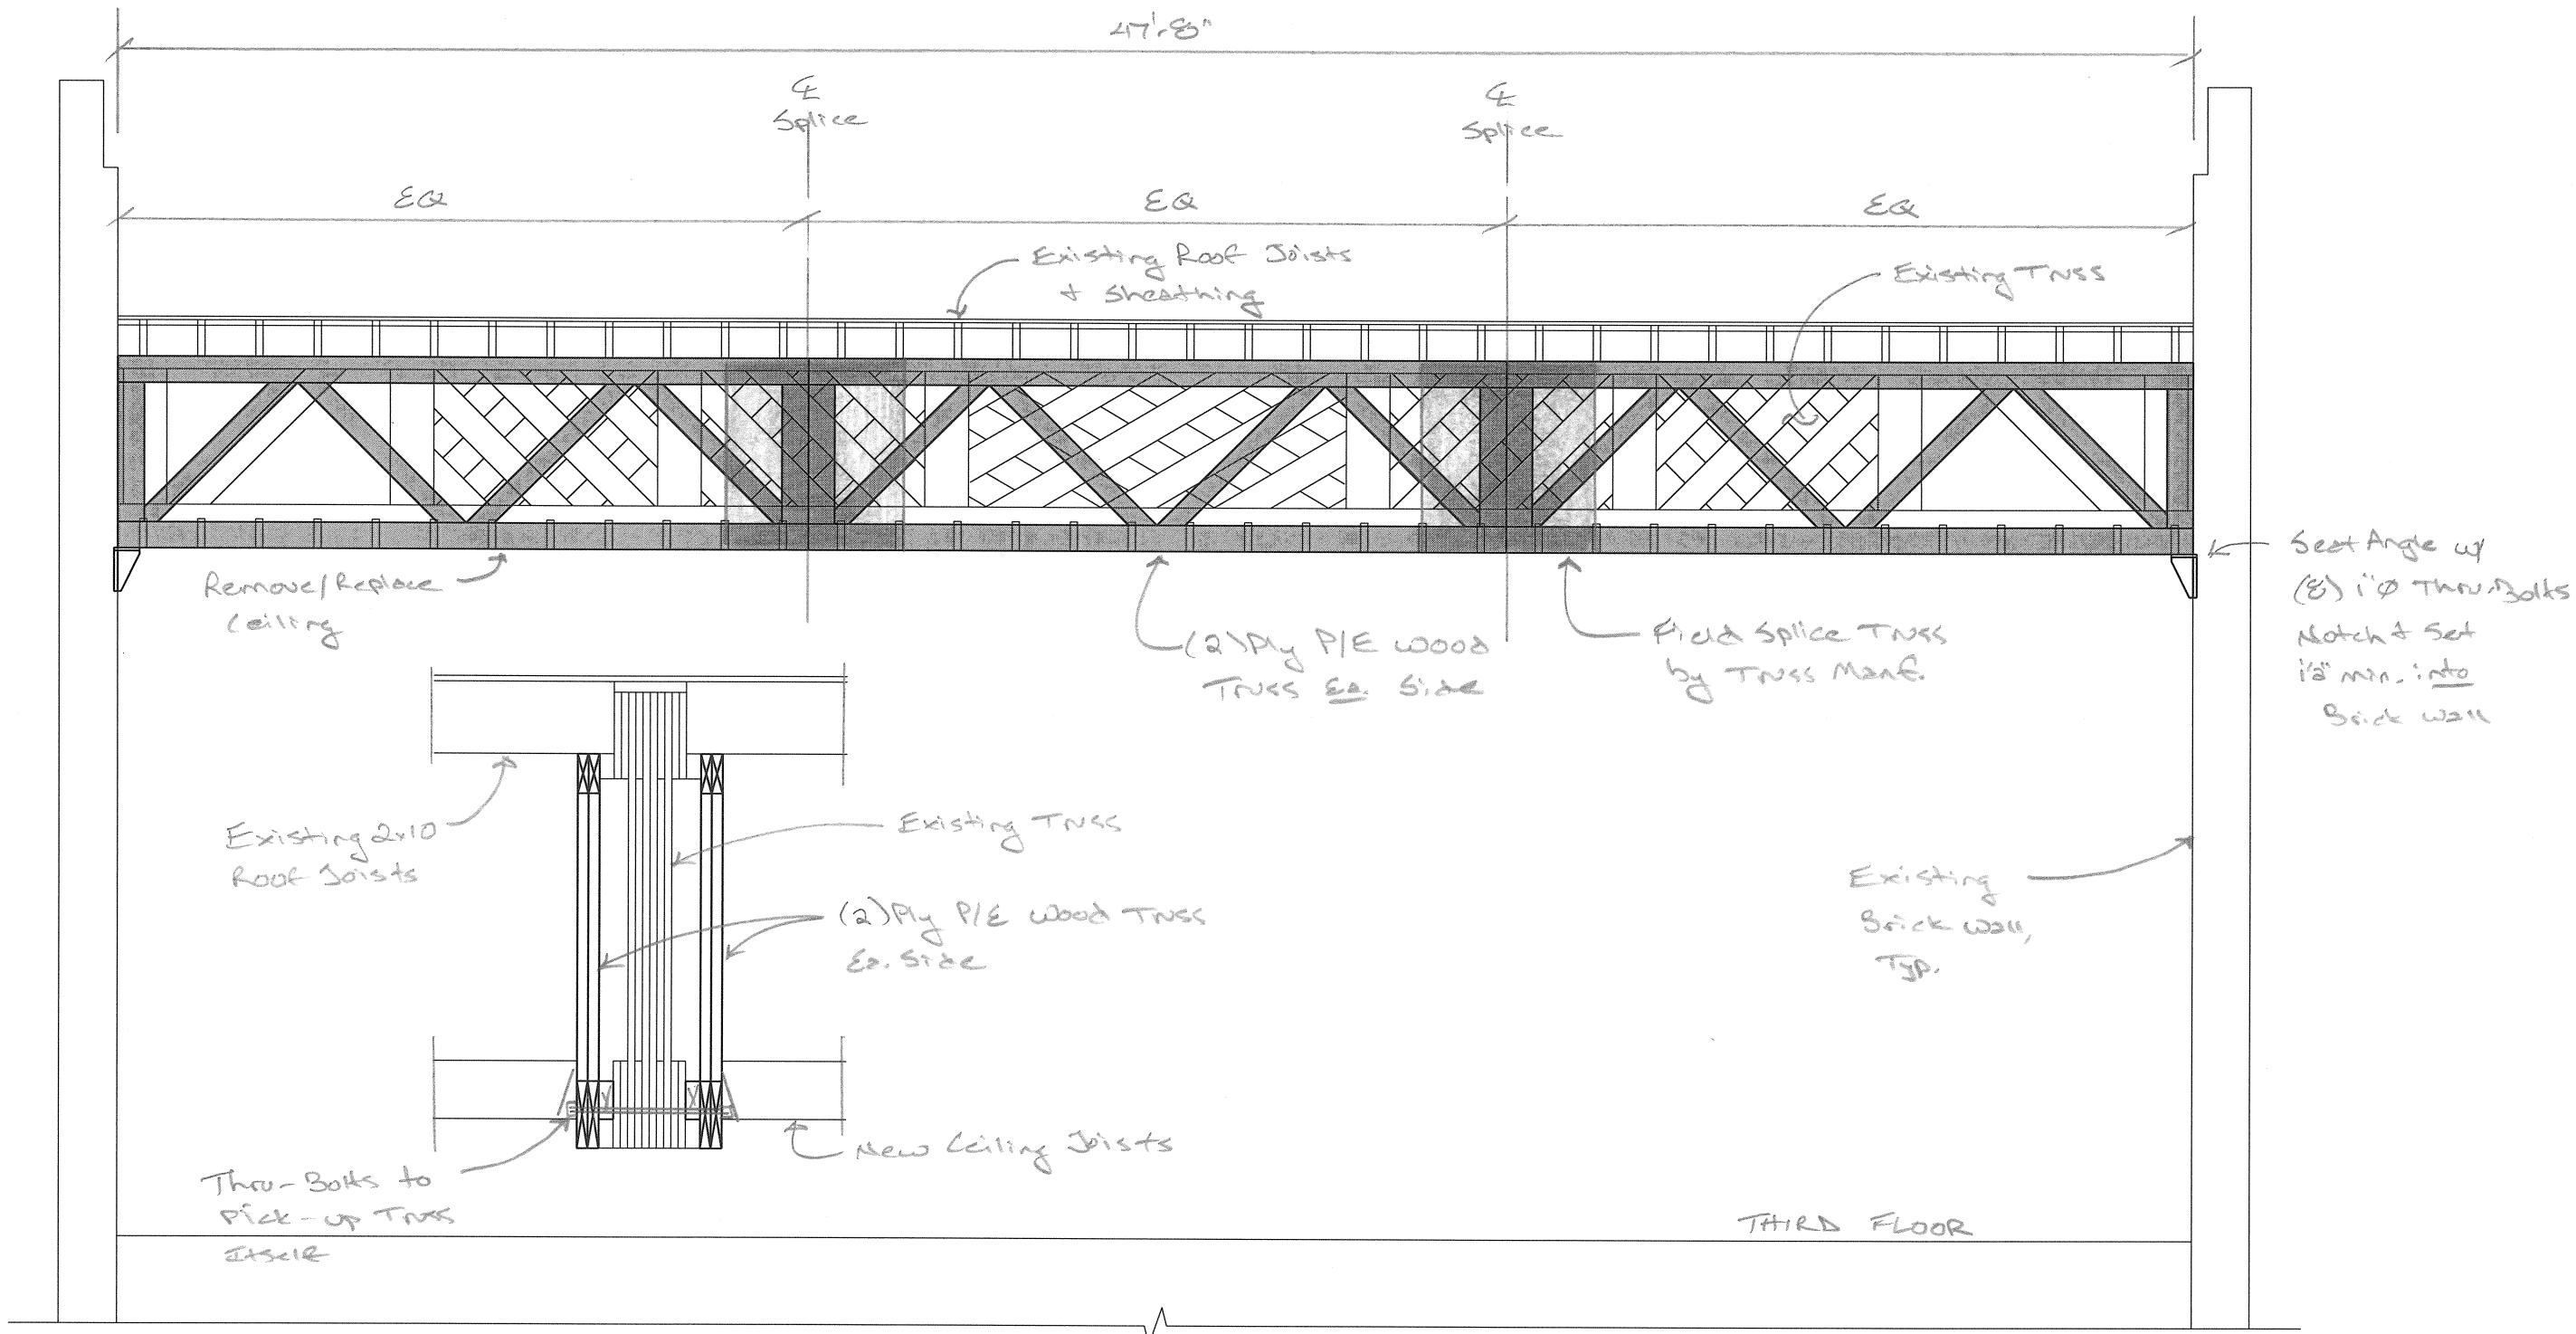 47'-8"
℄
Splice
℄
Splice
EQ
EQ
EQ
Existing Roof Joists
+ Sheathing
Existing Truss
Remove/Replace
Ceiling
(2) Ply P/E Wood
Truss Ea. Side
Field Splice Truss
by Truss Manf.
Seat Angle w/
(8) 1"Ø Thru-Bolts
Notch & Set
min. into
Brick Wall
Existing 2x10
Roof Joists
Existing Truss
(2) Ply P/E Wood Truss
Ea. Side
Existing
Brick Wall,
Typ.
New Ceiling Joists
Thru-Bolts to
Pick-up Truss
Itself
THIRD FLOOR